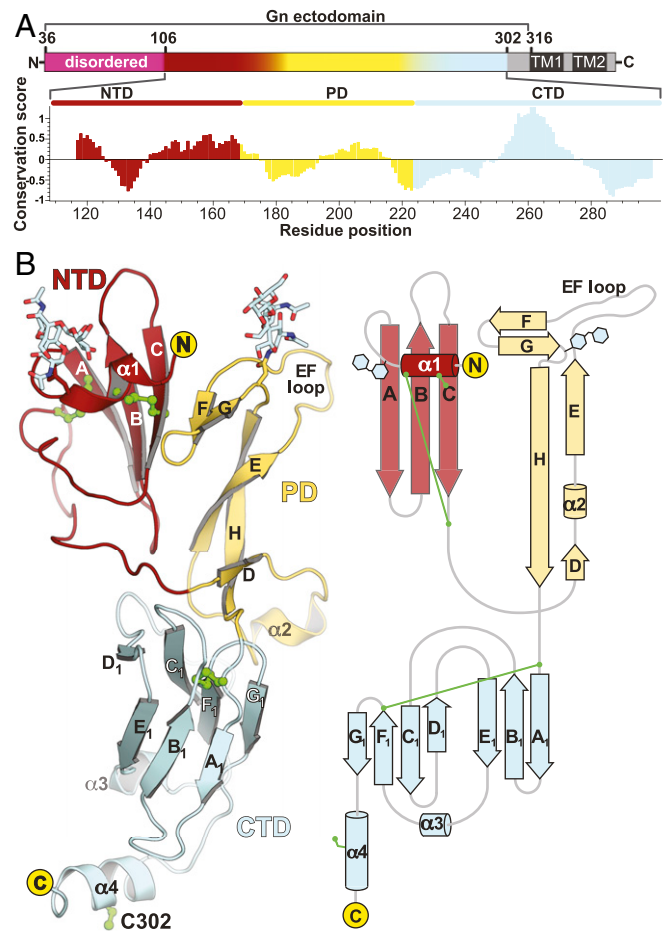 A
Gn ectodomain
36 106 302 316
N disordered TM1 TM2 C
NTD PD CTD
Conservation score
1
0.5
0
-0.5
-1
120 140 160 180 200 220 240 260 280
Residue position
B
NTD
A α1 C N
B
EF loop
F G
E
PD
H
D
α2
D1 C1 F1 G1
E1 B1 A1
α3
CTD
C α4
C302
EF loop
F
G
α1 N
A B C
E
H
α2
D
G1 F1 C1 D1 E1 B1 A1
α3
α4
C